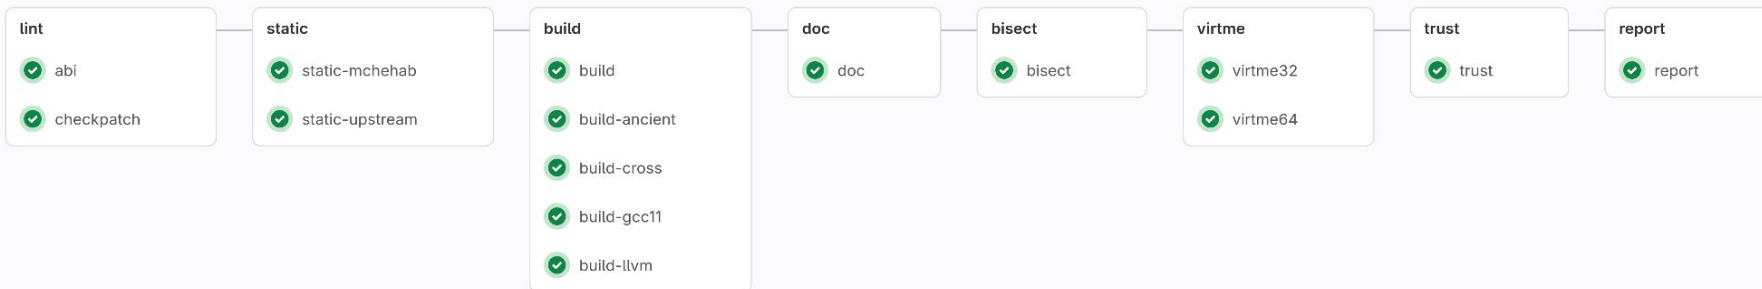 lint
abi
checkpatch
static
static-mchehab
static-upstream
build
build
build-ancient
build-cross
build-gcc11
build-llvm
doc
doc
bisect
bisect
virtme
virtme32
virtme64
trust
trust
report
report